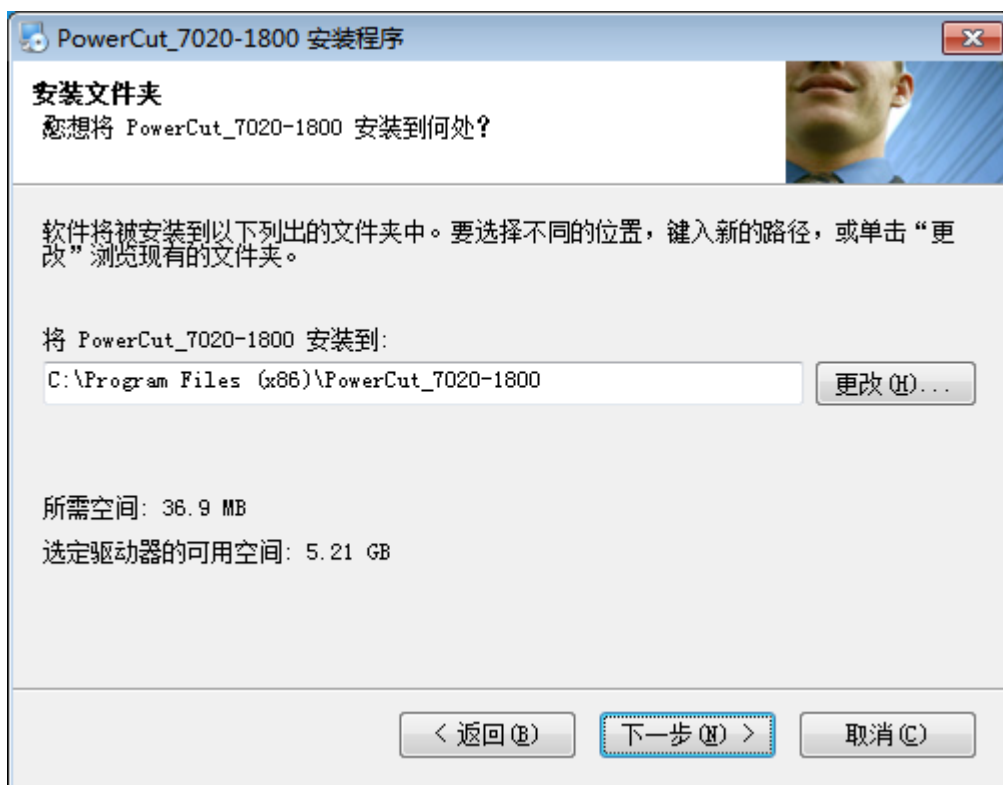 PowerCut_7020-1800 安装程序
安装文件夹
您想将 PowerCut_7020-1800 安装到何处?
软件将被安装到以下列出的文件夹中。要选择不同的位置，键入新的路径，或单击“更
改”浏览现有的文件夹。
将 PowerCut_7020-1800 安装到:
C:\Program Files (x86)\PowerCut_7020-1800
更改(H)...
所需空间: 36.9 MB
选定驱动器的可用空间: 5.21 GB
< 返回(B)
下一步(N) >
取消(C)